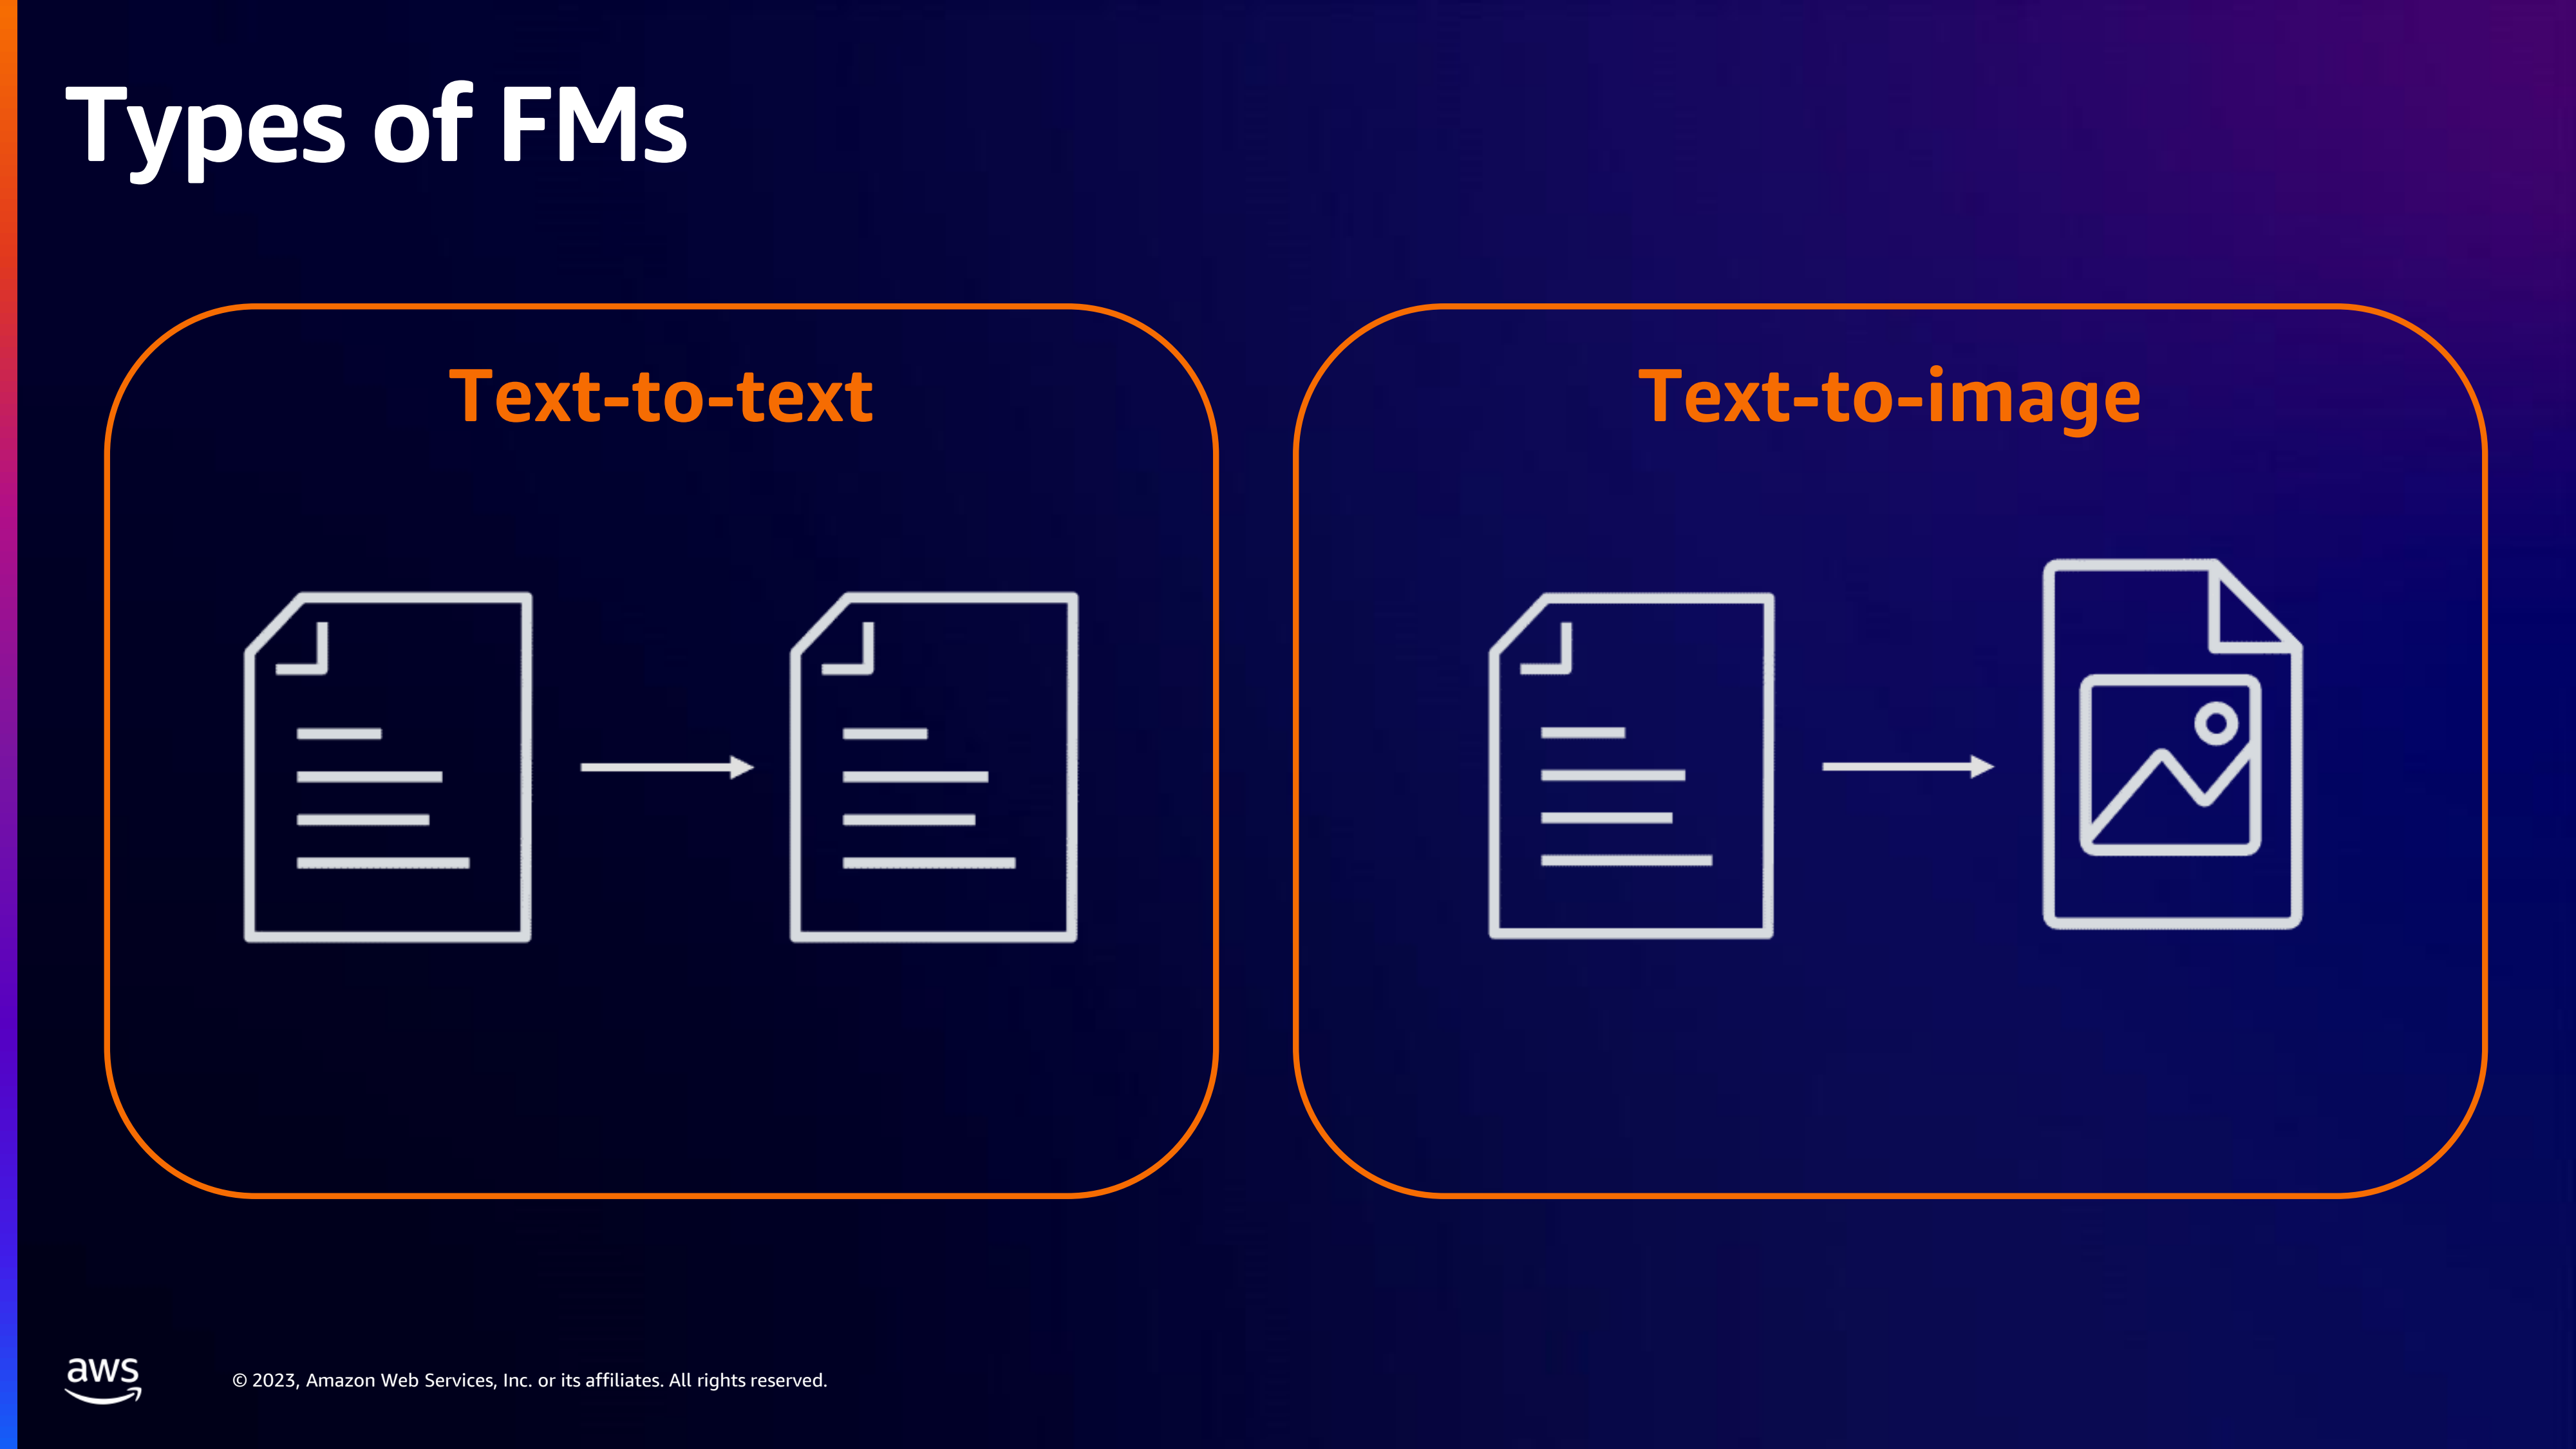 Types of FMs
Text-to-text
Text-to-image
aws
© 2023, Amazon Web Services, Inc. or its affiliates. All rights reserved.